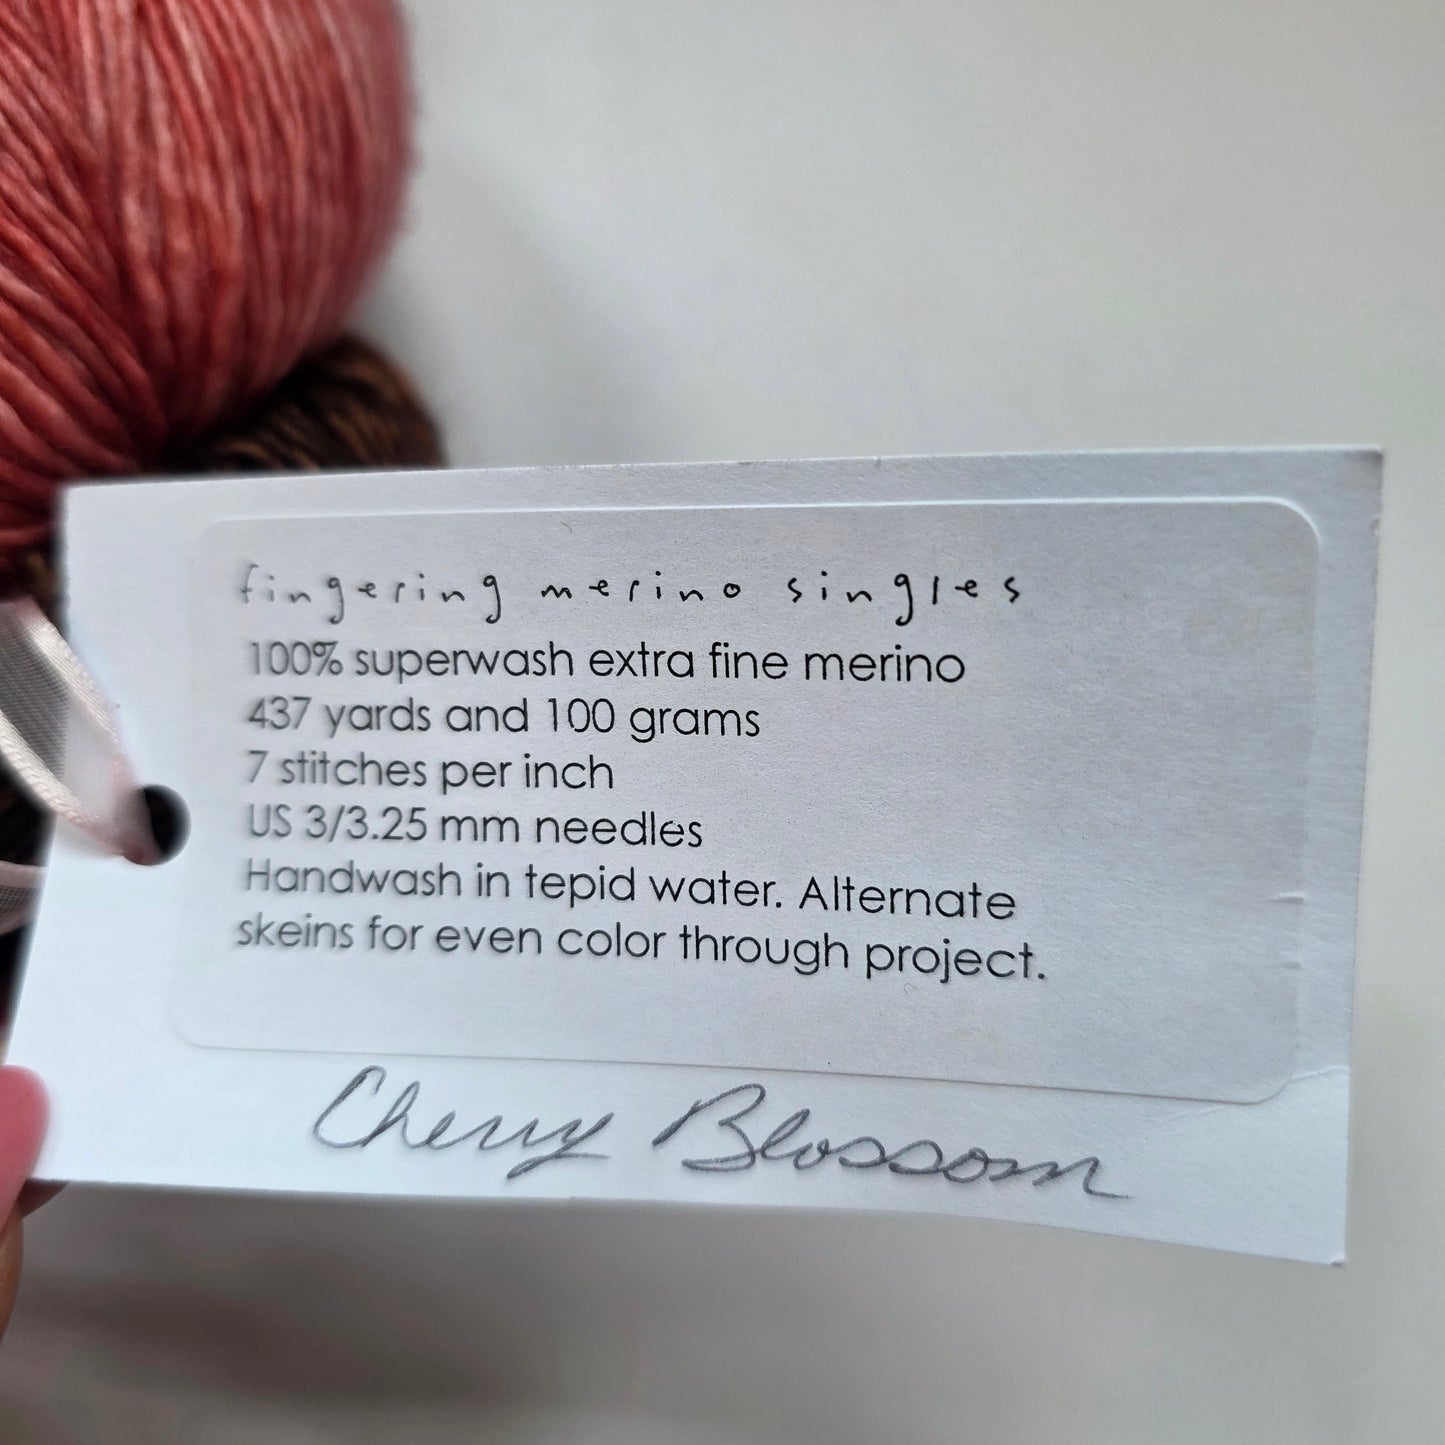 fingering merino singles
100% superwash extra fine merino
437 yards and 100 grams
7 stitches per inch
US 3/3.25 mm needles
Handwash in tepid water. Alternate
skeins for even color through project.
Cherry Blossom